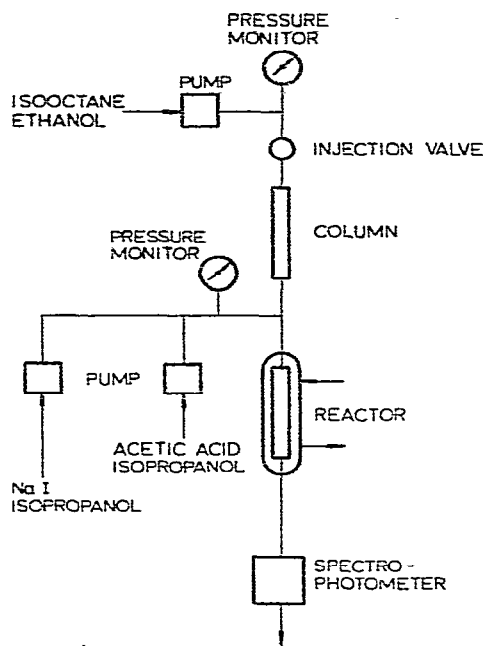 PRESSURE
MONITOR
PUMP
ISOOCTANE
ETHANOL
INJECTION VALVE
COLUMN
PRESSURE
MONITOR
PUMP
REACTOR
ACETIC ACID
ISOPROPANOL
Na I
ISOPROPANOL
SPECTRO-
PHOTOMETER